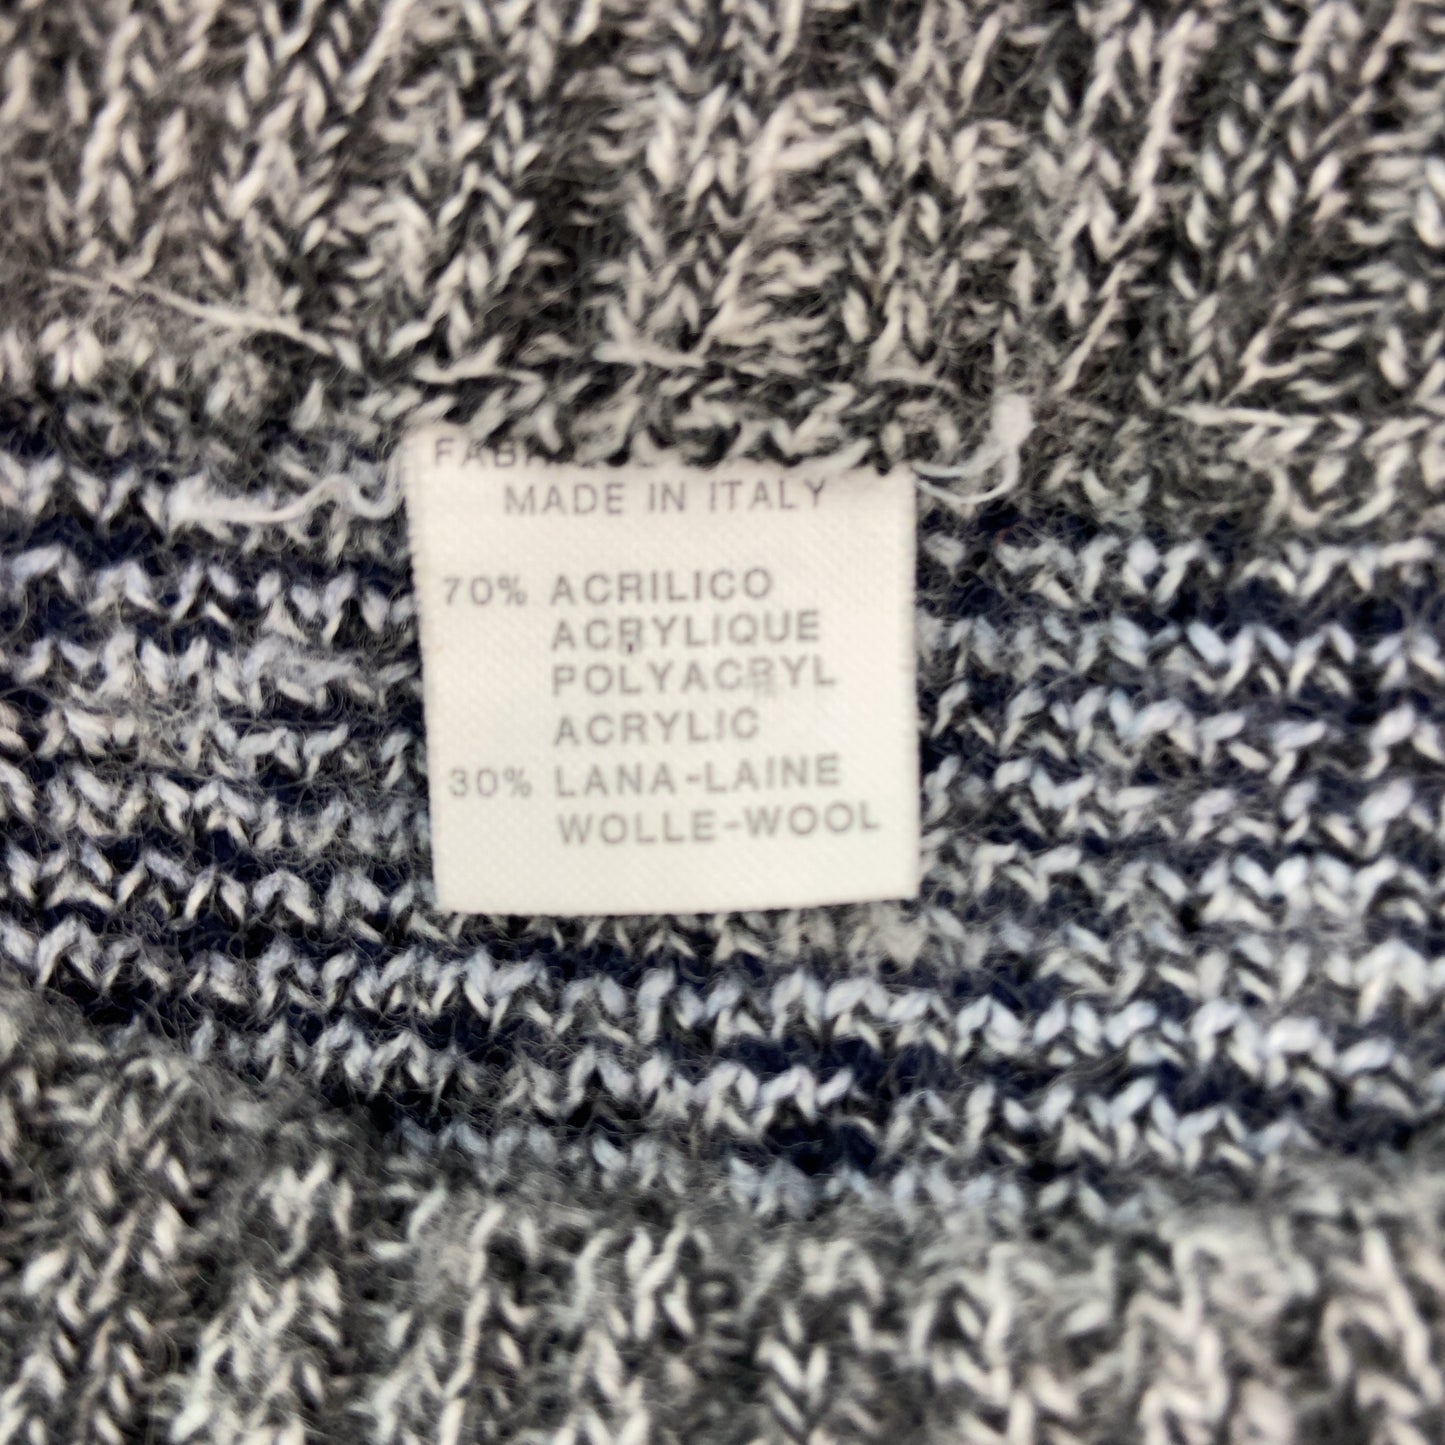 MADE IN ITALY
70% ACRILICO
ACRYLIQUE
POLYACRYL
ACRYLIC
30% LANA-LAINE
WOLLE-WOOL